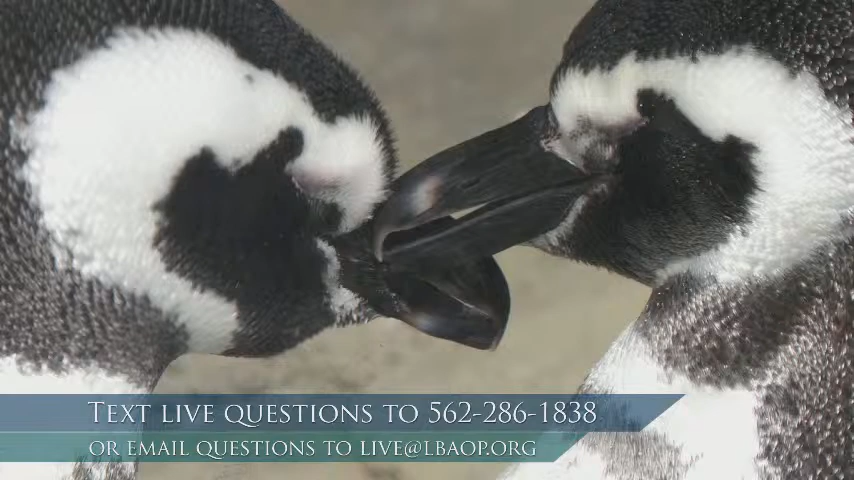 TEXT LIVE QUESTIONS TO 562-286-1838
OR EMAIL QUESTIONS TO LIVE@LBAOP.ORG